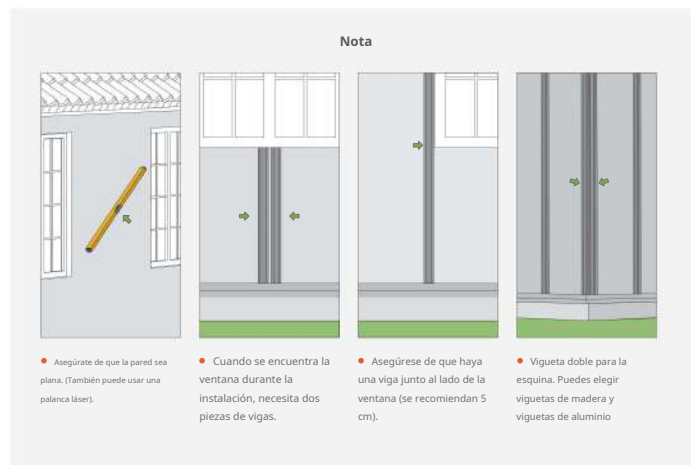 Nota
● Asegúrate de que la pared sea
plana. (También puede usar una
palanca láser).
● Cuando se encuentra la
ventana durante la
instalación, necesita dos
piezas de vigas.
● Asegúrese de que haya
una viga junto al lado de la
ventana (se recomiendan 5
cm).
● Vigueta doble para la
esquina. Puedes elegir
viguetas de madera y
viguetas de aluminio